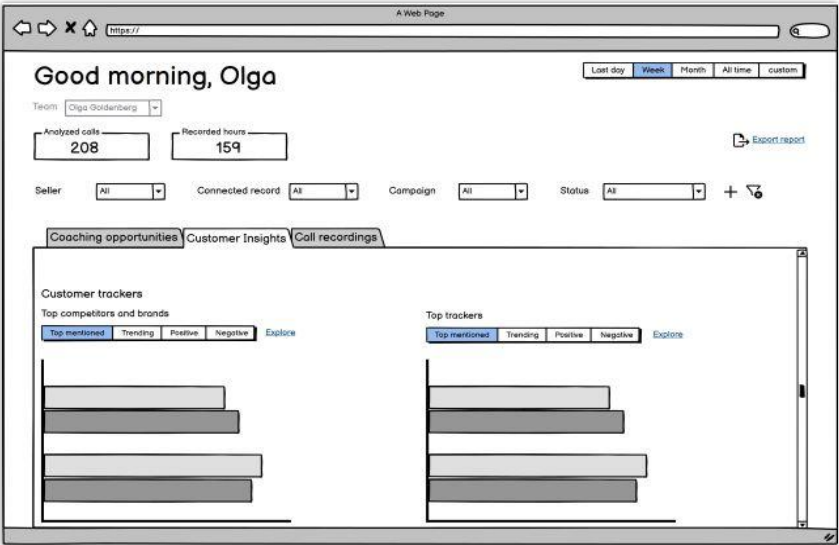 A Web Page
https://
Good morning, Olga
Last day Week Month All time custom
Team Olga Goldenberg
Analyzed calls
208
Recorded hours
159
Export report
Seller All Connected record All Campaign All Status All
Coaching opportunities Customer Insights Call recordings
Customer trackers
Top competitors and brands
Top mentioned Trending Positive Negative Explore
Top trackers
Top mentioned Trending Positive Negative Explore